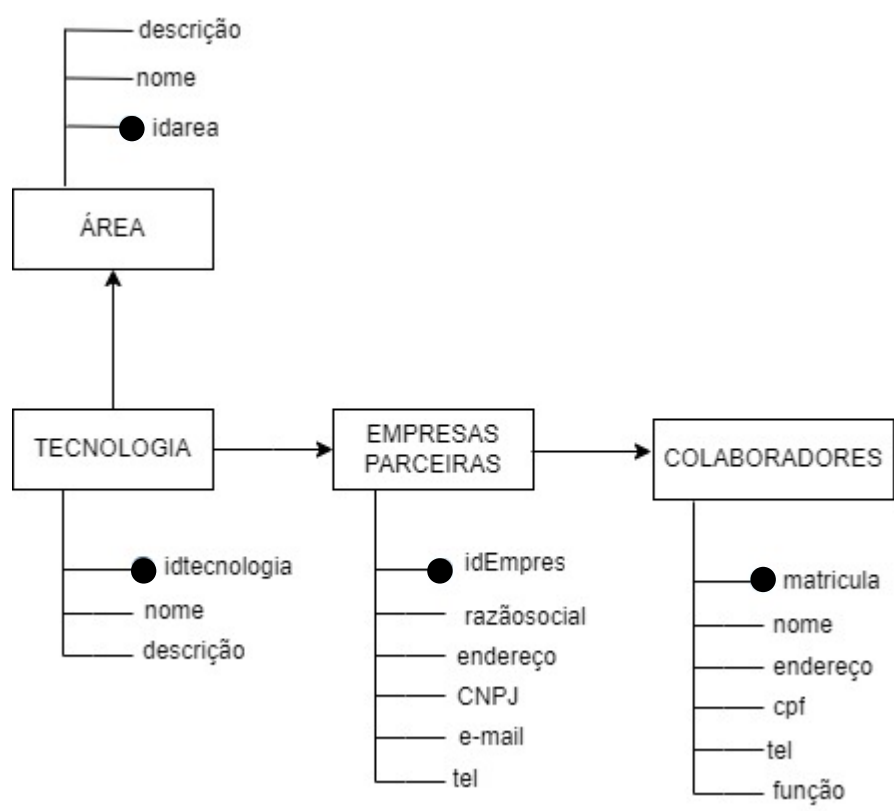 descrição
nome
idarea
ÁREA
TECNOLOGIA
idtecnologia
nome
descrição
EMPRESAS
PARCEIRAS
idEmpres
razãosocial
endereço
CNPJ
e-mail
tel
COLABORADORES
matricula
nome
endereço
cpf
tel
função